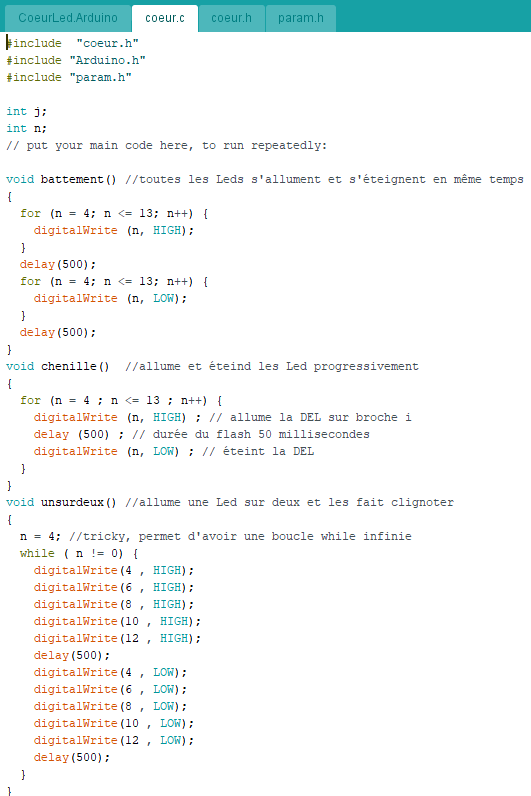 CoeurLed.Arduino coeur.c coeur.h param.h
#include  "coeur.h"
#include "Arduino.h"
#include "param.h"
int j;
int n;
// put your main code here, to run repeatedly:
void battement() //toutes les Leds s'allument et s'éteignent en même temps
{
  for (n = 4; n <= 13; n++) {
    digitalWrite (n, HIGH);
  }
  delay(500);
  for (n = 4; n <= 13; n++) {
    digitalWrite (n, LOW);
  }
  delay(500);
}
void chenille()  //allume et éteind les Led progressivement
{
  for (n = 4 ; n <= 13 ; n++) {
    digitalWrite (n, HIGH) ; // allume la DEL sur broche i
    delay (500) ; // durée du flash 50 millisecondes
    digitalWrite (n, LOW) ; // éteint la DEL
  }
}
void unsurdeux() //allume une Led sur deux et les fait clignoter
{
  n = 4; //tricky, permet d'avoir une boucle while infinie
  while ( n != 0) {
    digitalWrite(4 , HIGH);
    digitalWrite(6 , HIGH);
    digitalWrite(8 , HIGH);
    digitalWrite(10 , HIGH);
    digitalWrite(12 , HIGH);
    delay(500);
    digitalWrite(4 , LOW);
    digitalWrite(6 , LOW);
    digitalWrite(8 , LOW);
    digitalWrite(10 , LOW);
    digitalWrite(12 , LOW);
    delay(500);
  }
}